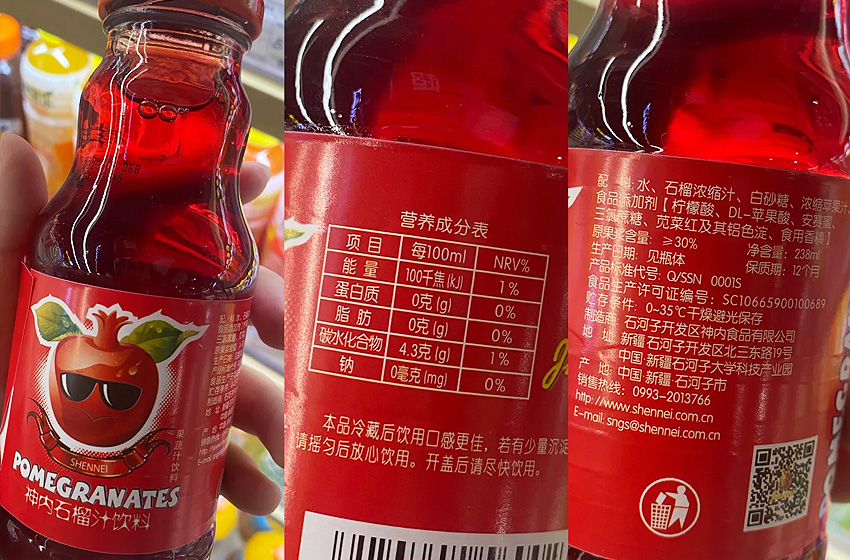 SHENNEI
POMEGRANATES
神内石榴汁饮料
果蔬汁饮料
营养成分表
项 目 每100ml NRV%
能 量 100千焦(kJ) 1%
蛋白质 0克(g) 0%
脂 肪 0克(g) 0%
碳水化合物 4.3克(g) 1%
钠 0毫克(mg) 0%
本品冷藏后饮用口感更佳，若有少量沉淀
请摇匀后放心饮用。开盖后请尽快饮用。
配 料:水、石榴浓缩汁、白砂糖、浓缩苹果汁、
食品添加剂【柠檬酸、DL-苹果酸、安赛蜜、
三氯蔗糖、苋菜红及其铝色淀、食用香精】
原果浆含量：≥30% 净含量: 238ml
生产日期: 见瓶体 保质期: 12个月
产品标准代号: Q/SSN 0001S
食品生产许可证编号: SC10665900100689
贮存条件: 0-35℃干燥避光保存
制造商: 石河子开发区神内食品有限公司
地 址: 新疆石河子开发区北三东路19号
地 址: 新疆石河子大学科技产业园
产 地: 中国·新疆·石河子市
销售热线: 0993-2013766
http://www.shennei.com.cn
E-mail: sngs@shennei.com.cn